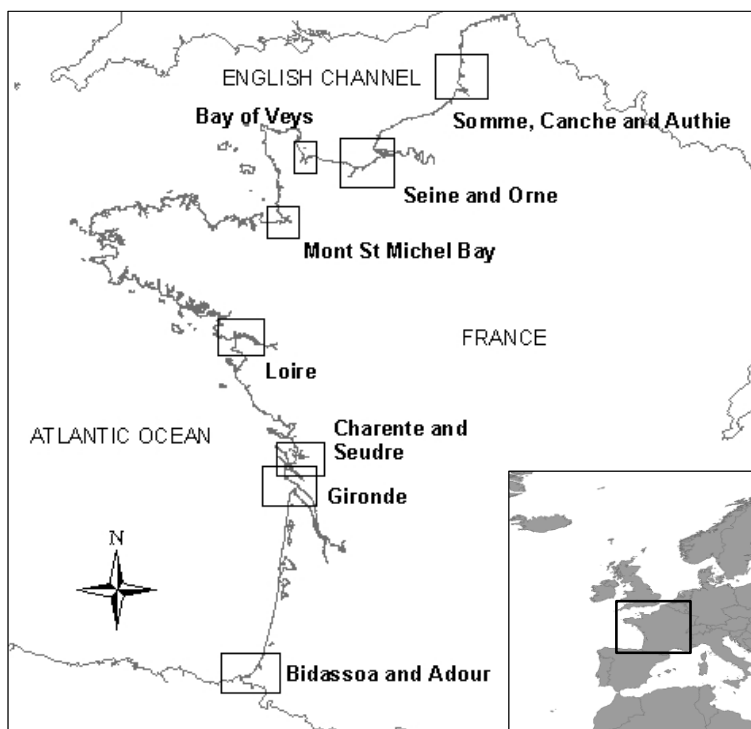 ENGLISH CHANNEL
Bay of Veys
Somme, Canche and Authie
Seine and Orne
Mont St Michel Bay
FRANCE
Loire
ATLANTIC OCEAN
Charente and
Seudre
Gironde
N
Bidassoa and Adour